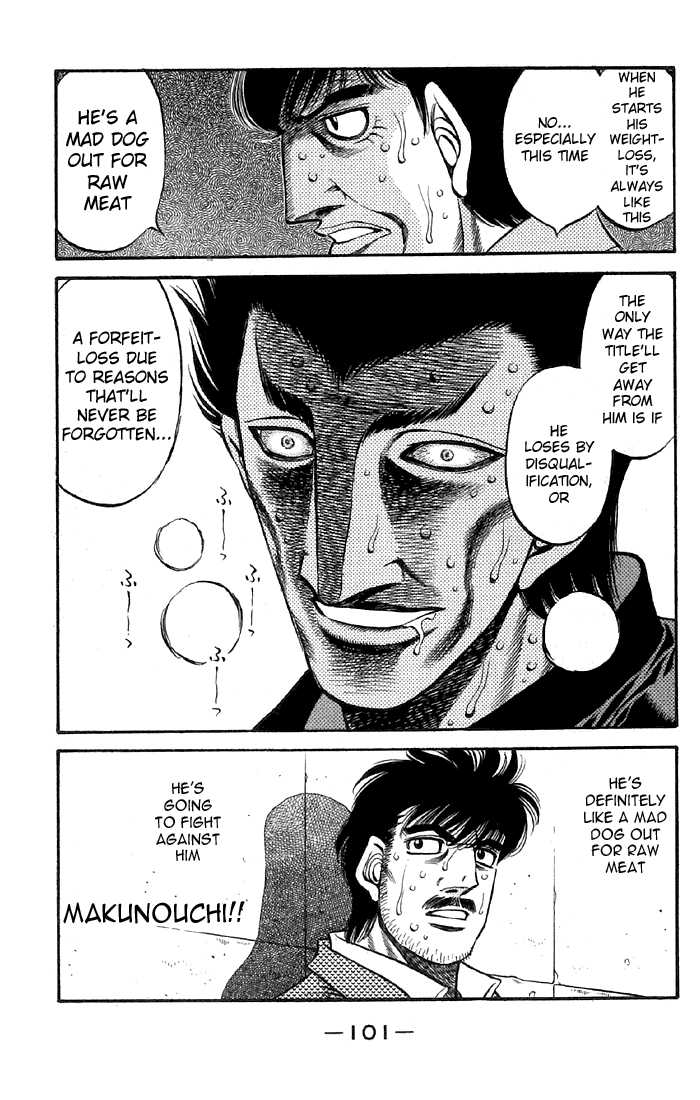 WHEN
HE
STARTS
HIS
WEIGHT-
LOSS,
IT'S
ALWAYS
LIKE
THIS
NO...
ESPECIALLY
THIS TIME
HE'S A
MAD DOG
OUT FOR
RAW
MEAT
THE
ONLY
WAY THE
TITLE'LL
GET
AWAY
FROM
HIM IS IF
HE
LOSES BY
DISQUAL-
IFICATION,
OR
A FORFEIT-
LOSS DUE
TO REASONS
THAT'LL
NEVER BE
FORGOTTEN...
ふーっ
ふーっ
ふーっ
HE'S
DEFINITELY
LIKE A MAD
DOG OUT
FOR RAW
MEAT
HE'S
GOING
TO FIGHT
AGAINST
HIM
MAKUNOUCHI!!
—101—